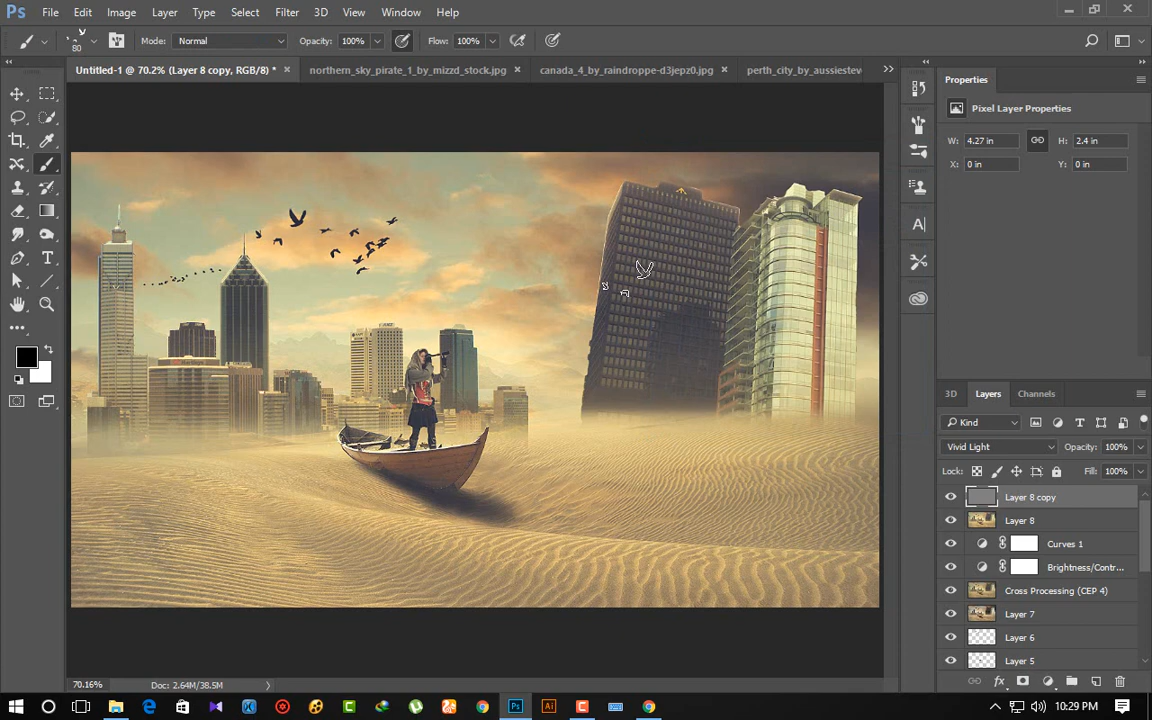 Ps File Edit Image Layer Type Select Filter 3D View Window Help
80 Mode: Normal Opacity: 100% Flow: 100%
Untitled-1 @ 70.2% (Layer 8 copy, RGB/8) * × northern_sky_pirate_1_by_mizzd_stock.jpg × canada_4_by_raindroppe-d3jepz0.jpg × perth_city_by_aussiestev »
Properties
Pixel Layer Properties
W: 4.27 in H: 2.4 in
X: 0 in Y: 0 in
3D Layers Channels
Kind
Vivid Light Opacity: 100%
Lock: Fill: 100%
Layer 8 copy
Layer 8
Curves 1
Brightness/Contr...
Cross Processing (CEP 4)
Layer 7
Layer 6
Layer 5
fx
70.16% Doc: 2.64M/38.5M
10:29 PM